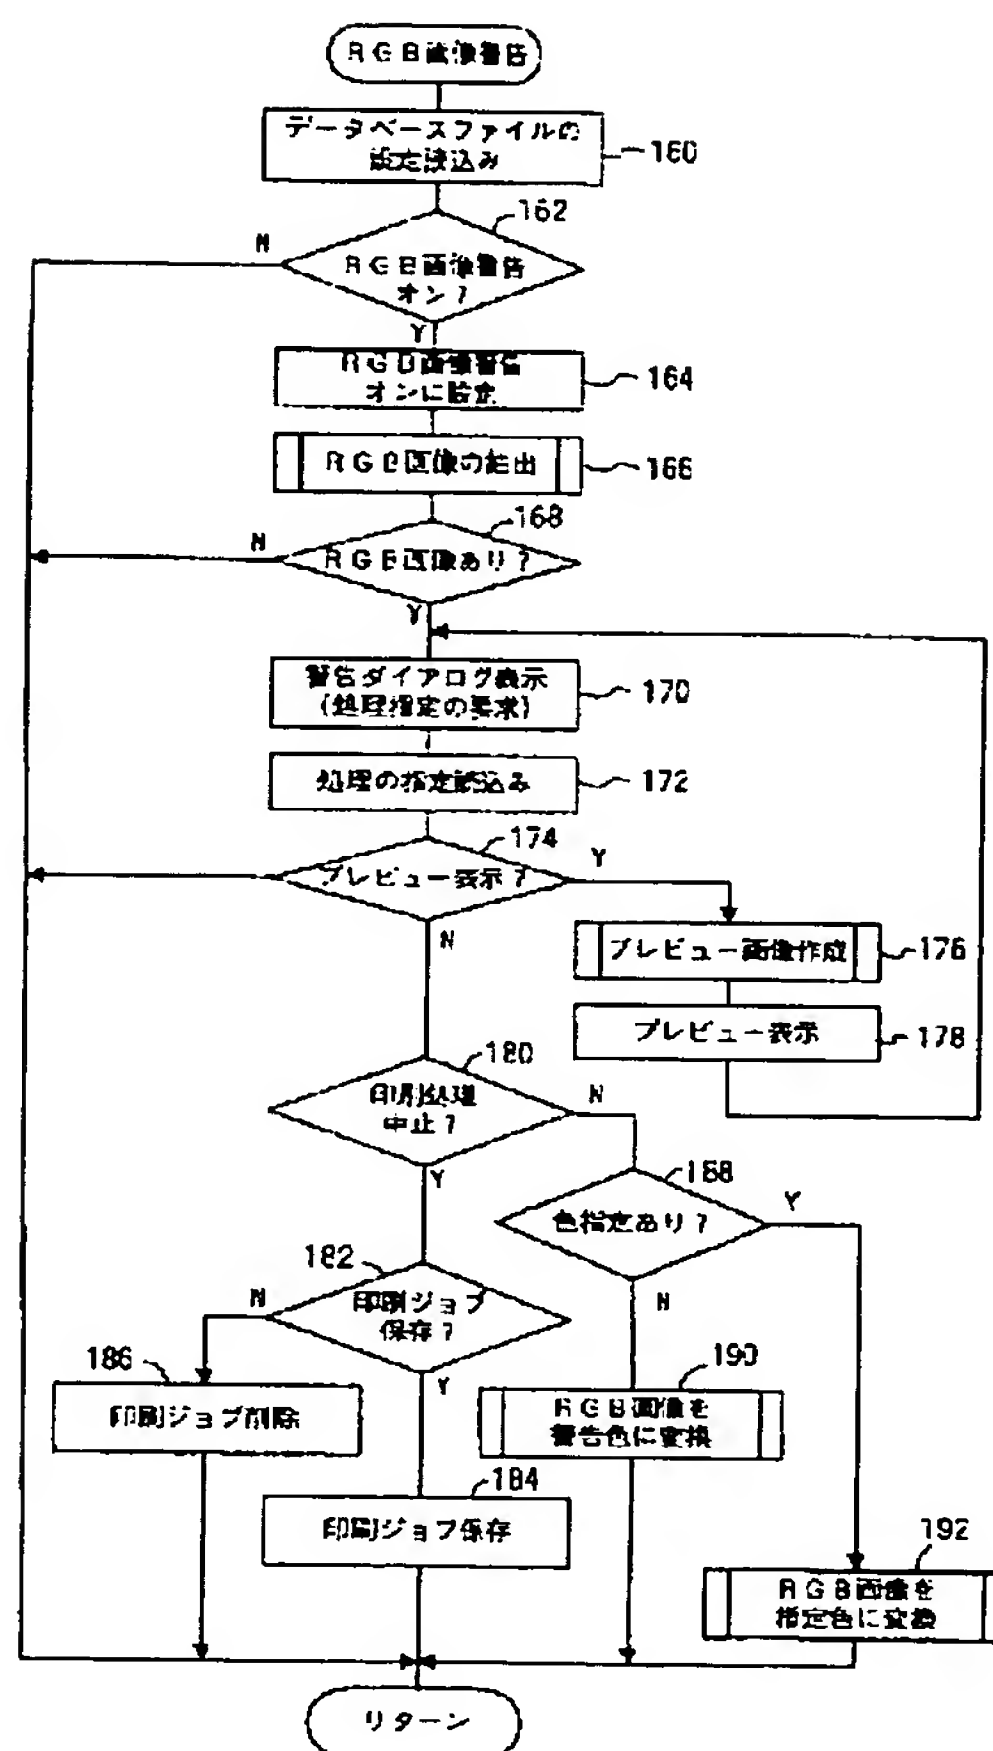 RGB画像警告
データベースファイルの
設定読込み
160
162
N
RGB画像警告
オン?
Y
RGB画像警告
オンに設定
164
RGB画像の抽出
166
168
N
RGB画像あり?
Y
警告ダイアログ表示
(処理指定の要求)
170
処理の指定読込み
172
174
プレビュー表示?
Y
N
プレビュー画像作成
176
プレビュー表示
178
180
印刷処理
中止?
N
Y
188
色指定あり?
Y
N
182
印刷ジョブ
保存?
N
Y
186
印刷ジョブ削除
190
RGB画像を
警告色に変換
184
印刷ジョブ保存
192
RGB画像を
指定色に変換
リターン